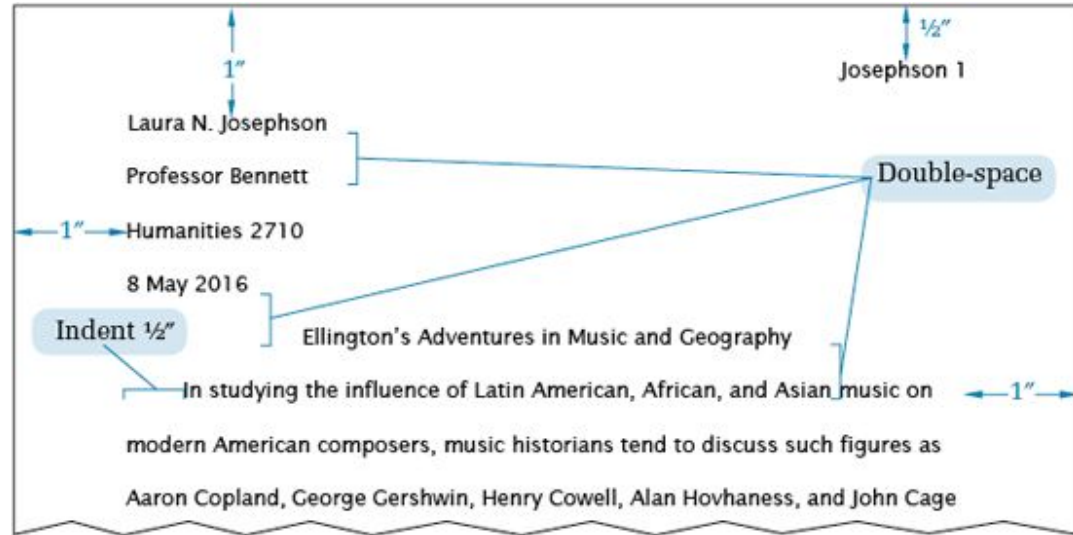 ½″
Josephson 1
1″
Laura N. Josephson
Professor Bennett
Double-space
1″
Humanities 2710
8 May 2016
Indent ½″
Ellington’s Adventures in Music and Geography
In studying the influence of Latin American, African, and Asian music on
1″
modern American composers, music historians tend to discuss such figures as
Aaron Copland, George Gershwin, Henry Cowell, Alan Hovhaness, and John Cage